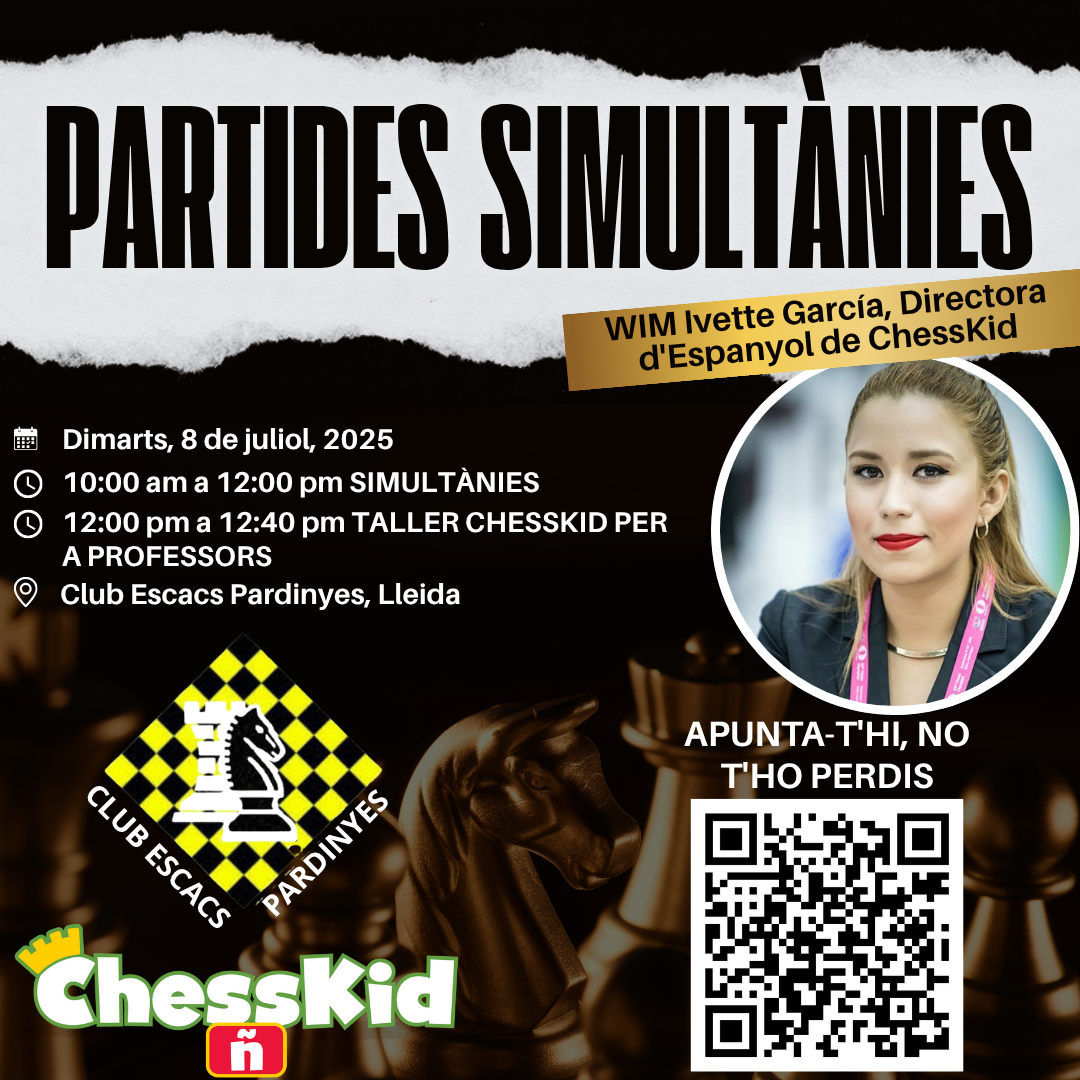 PARTIDES SIMULTÀNIES
WIM Ivette García, Directora
d'Espanyol de ChessKid
Dimarts, 8 de juliol, 2025
10:00 am a 12:00 pm SIMULTÀNIES
12:00 pm a 12:40 pm TALLER CHESSKID PER
A PROFESSORS
Club Escacs Pardinyes, Lleida
CLUB ESCACS
PARDINYES
APUNTA-T'HI, NO
T'HO PERDIS
ChessKid
ñ